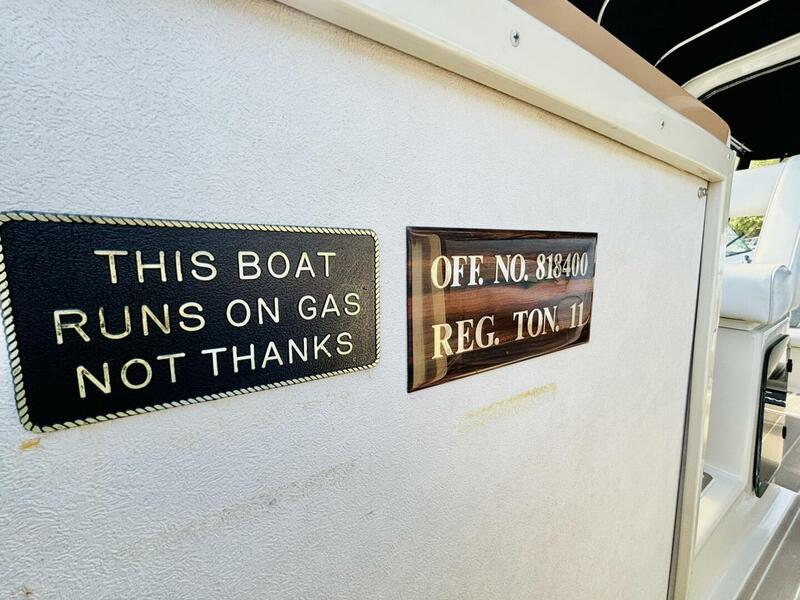 THIS BOAT
RUNS ON GAS
NOT THANKS
OFF. NO. 818400
REG. TON. 11